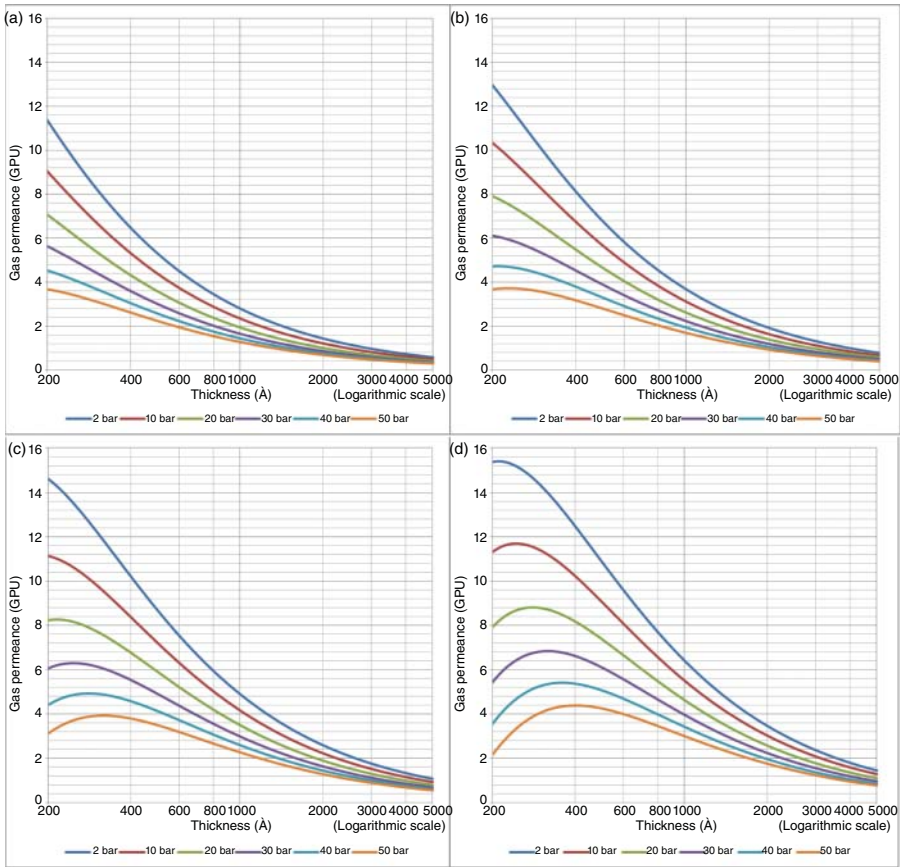 (a)
16
14
12
10
8
6
4
2
0
Gas permeance (GPU)
200 400 600 800 1000 2000 3000 4000 5000
Thickness (À) (Logarithmic scale)
2 bar 10 bar 20 bar 30 bar 40 bar 50 bar
(b)
16
14
12
10
8
6
4
2
0
Gas permeance (GPU)
200 400 600 800 1000 2000 3000 4000 5000
Thickness (À) (Logarithmic scale)
2 bar 10 bar 20 bar 30 bar 40 bar 50 bar
(c)
16
14
12
10
8
6
4
2
0
Gas permeance (GPU)
200 400 600 800 1000 2000 3000 4000 5000
Thickness (À) (Logarithmic scale)
2 bar 10 bar 20 bar 30 bar 40 bar 50 bar
(d)
16
14
12
10
8
6
4
2
0
Gas permeance (GPU)
200 400 600 800 1000 2000 3000 4000 5000
Thickness (À) (Logarithmic scale)
2 bar 10 bar 20 bar 30 bar 40 bar 50 bar